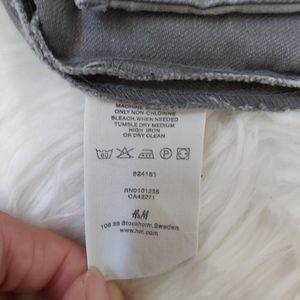 ONLY NON-CHLORINE
BLEACH, WHEN NEEDED
TUMBLE DRY MEDIUM
HIGH IRON
OR DRY CLEAN
824181
CA42271
H&M
106 38 Stockholm, Sweden
www.hm.com